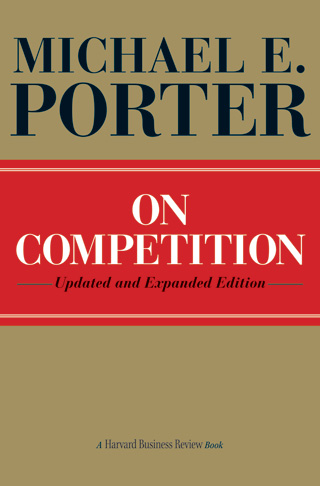 MICHAEL E.
PORTER
ON
COMPETITION
Updated and Expanded Edition
A Harvard Business Review Book